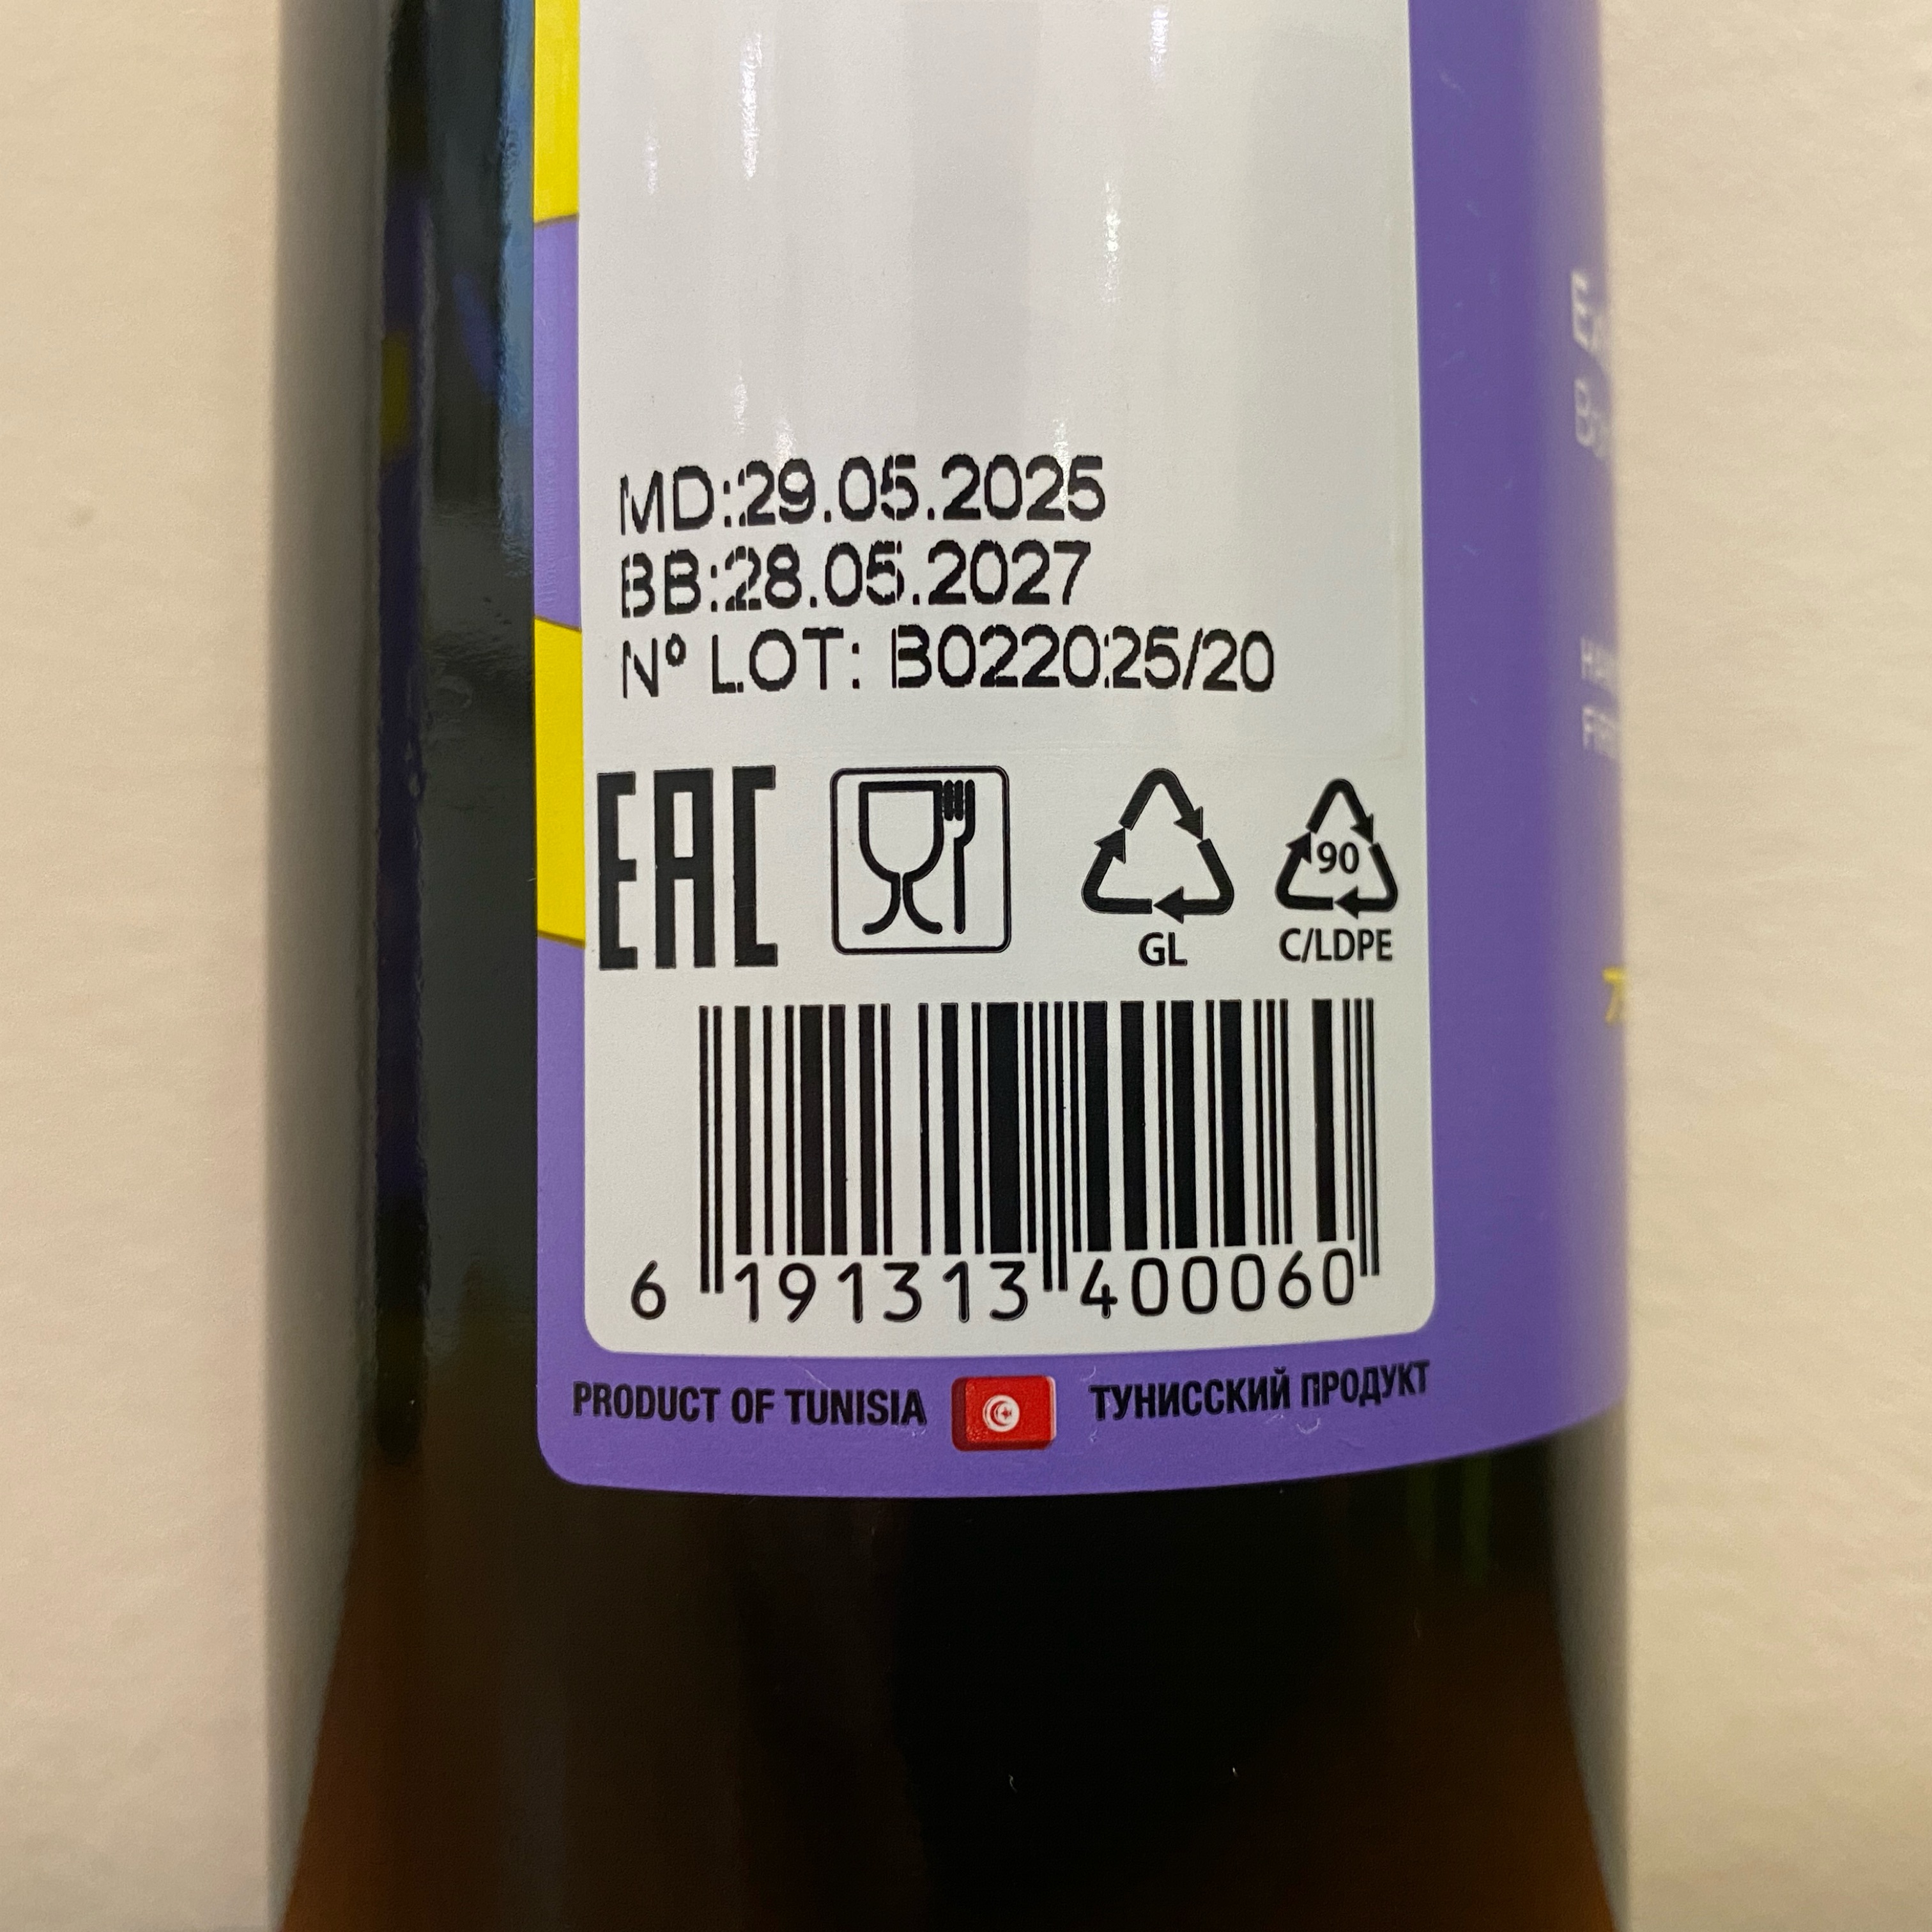 MD:29.05.2025
BB:28.05.2027
Nº LOT: B022025/20
EAC
90
GL
C/LDPE
6 191313 400060
PRODUCT OF TUNISIA
ТУНИССКИЙ ПРОДУКТ